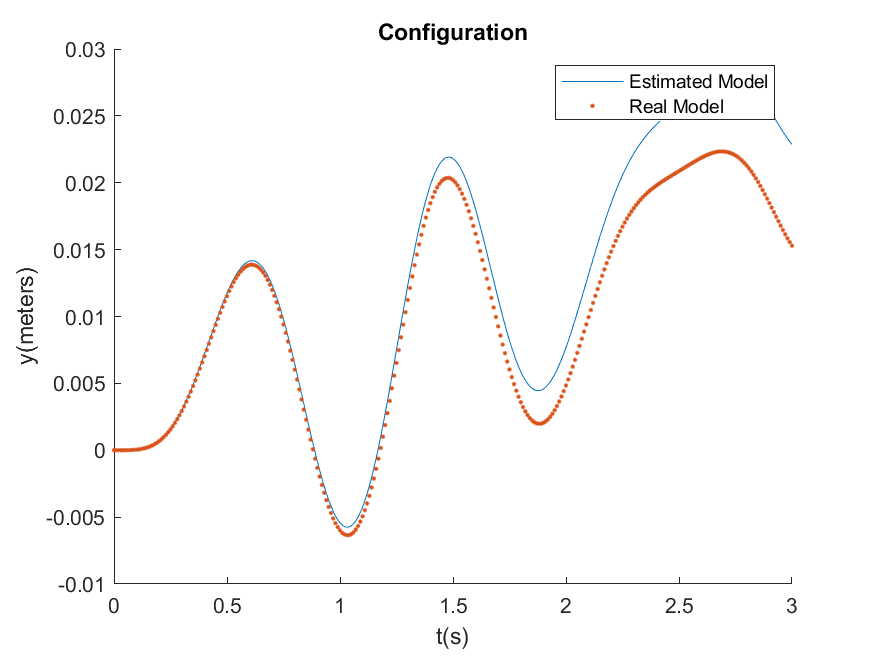 Configuration
Estimated Model
Real Model
0.03
0.025
0.02
0.015
0.01
0.005
0
-0.005
-0.01
y(meters)
0 0.5 1 1.5 2 2.5 3
t(s)